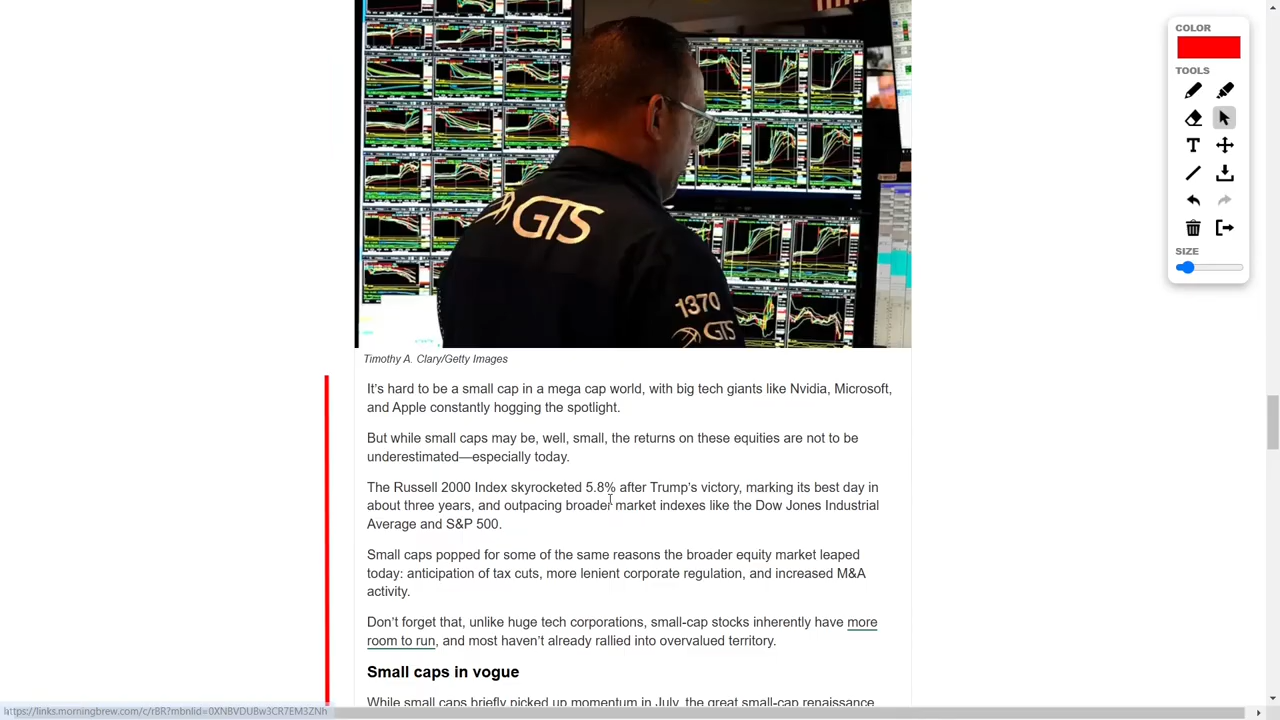 COLOR
TOOLS
SIZE
GTS
1370
GTS
Timothy A. Clary/Getty Images
It’s hard to be a small cap in a mega cap world, with big tech giants like Nvidia, Microsoft,
and Apple constantly hogging the spotlight.
But while small caps may be, well, small, the returns on these equities are not to be
underestimated—especially today.
The Russell 2000 Index skyrocketed 5.8% after Trump’s victory, marking its best day in
about three years, and outpacing broader market indexes like the Dow Jones Industrial
Average and S&P 500.
Small caps popped for some of the same reasons the broader equity market leaped
today: anticipation of tax cuts, more lenient corporate regulation, and increased M&A
activity.
Don’t forget that, unlike huge tech corporations, small-cap stocks inherently have more
room to run, and most haven’t already rallied into overvalued territory.
Small caps in vogue
While small caps briefly picked up momentum in July, the great small-cap renaissance